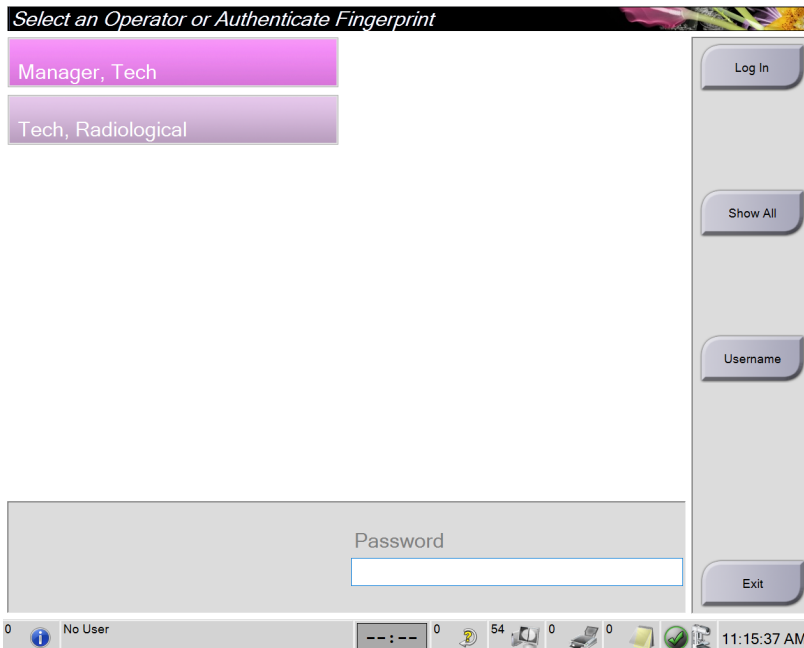 Select an Operator or Authenticate Fingerprint
Manager, Tech
Tech, Radiological
Log In
Show All
Username
Password
Exit
0 No User --:-- 0 54 0 0 11:15:37 AM